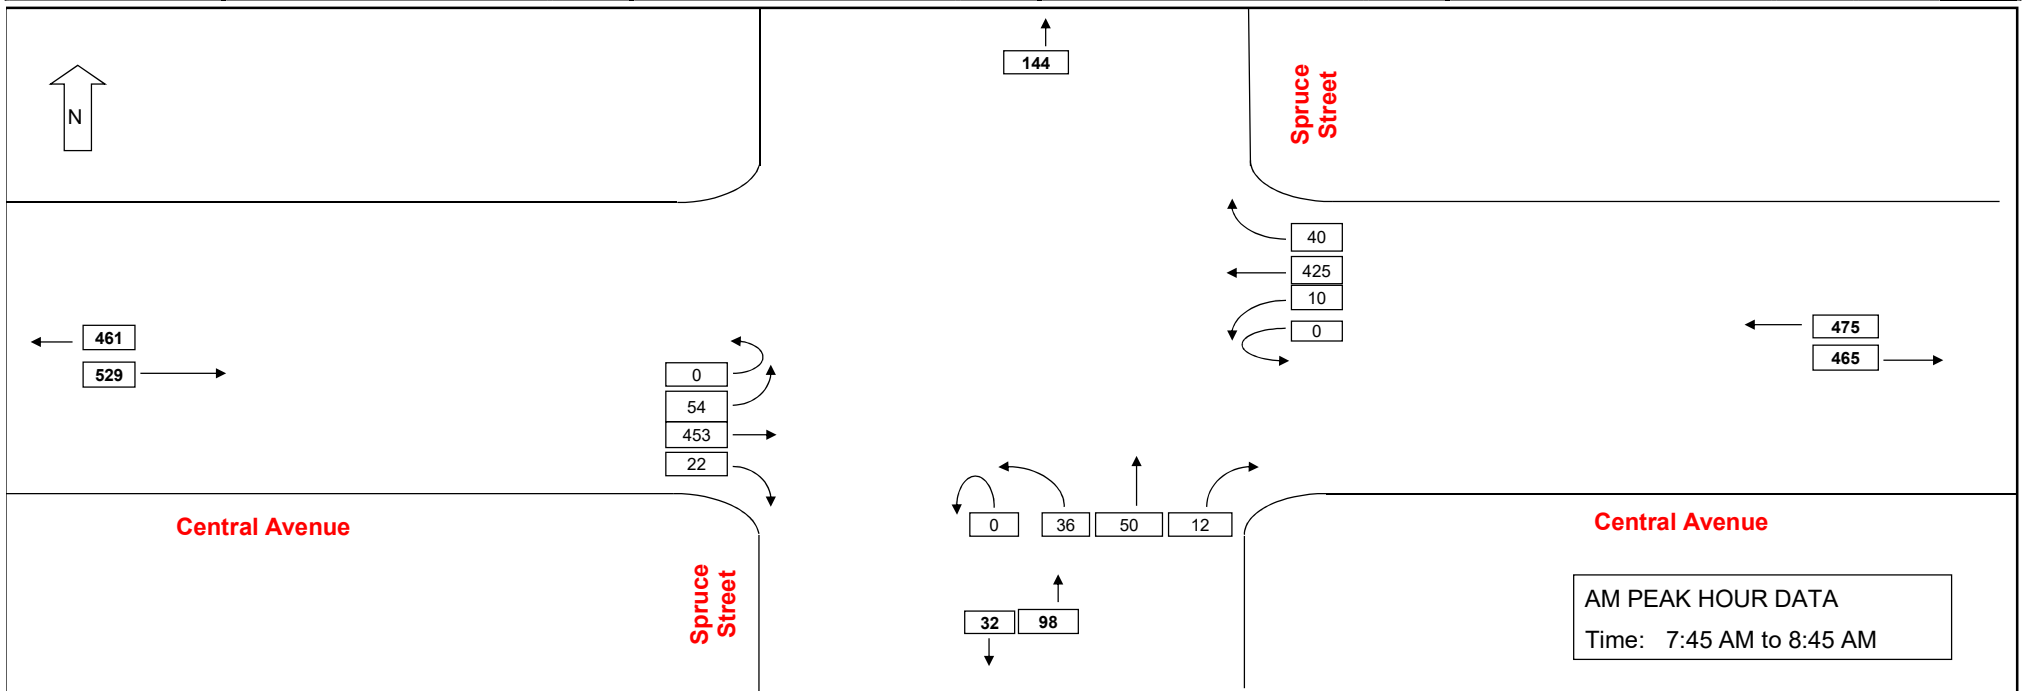 144
N
Spruce
Street
40
425
10
0
461
529
475
465
0
54
453
22
0 36 50 12
Central Avenue
Central Avenue
Spruce
Street
32 98
AM PEAK HOUR DATA
Time: 7:45 AM to 8:45 AM